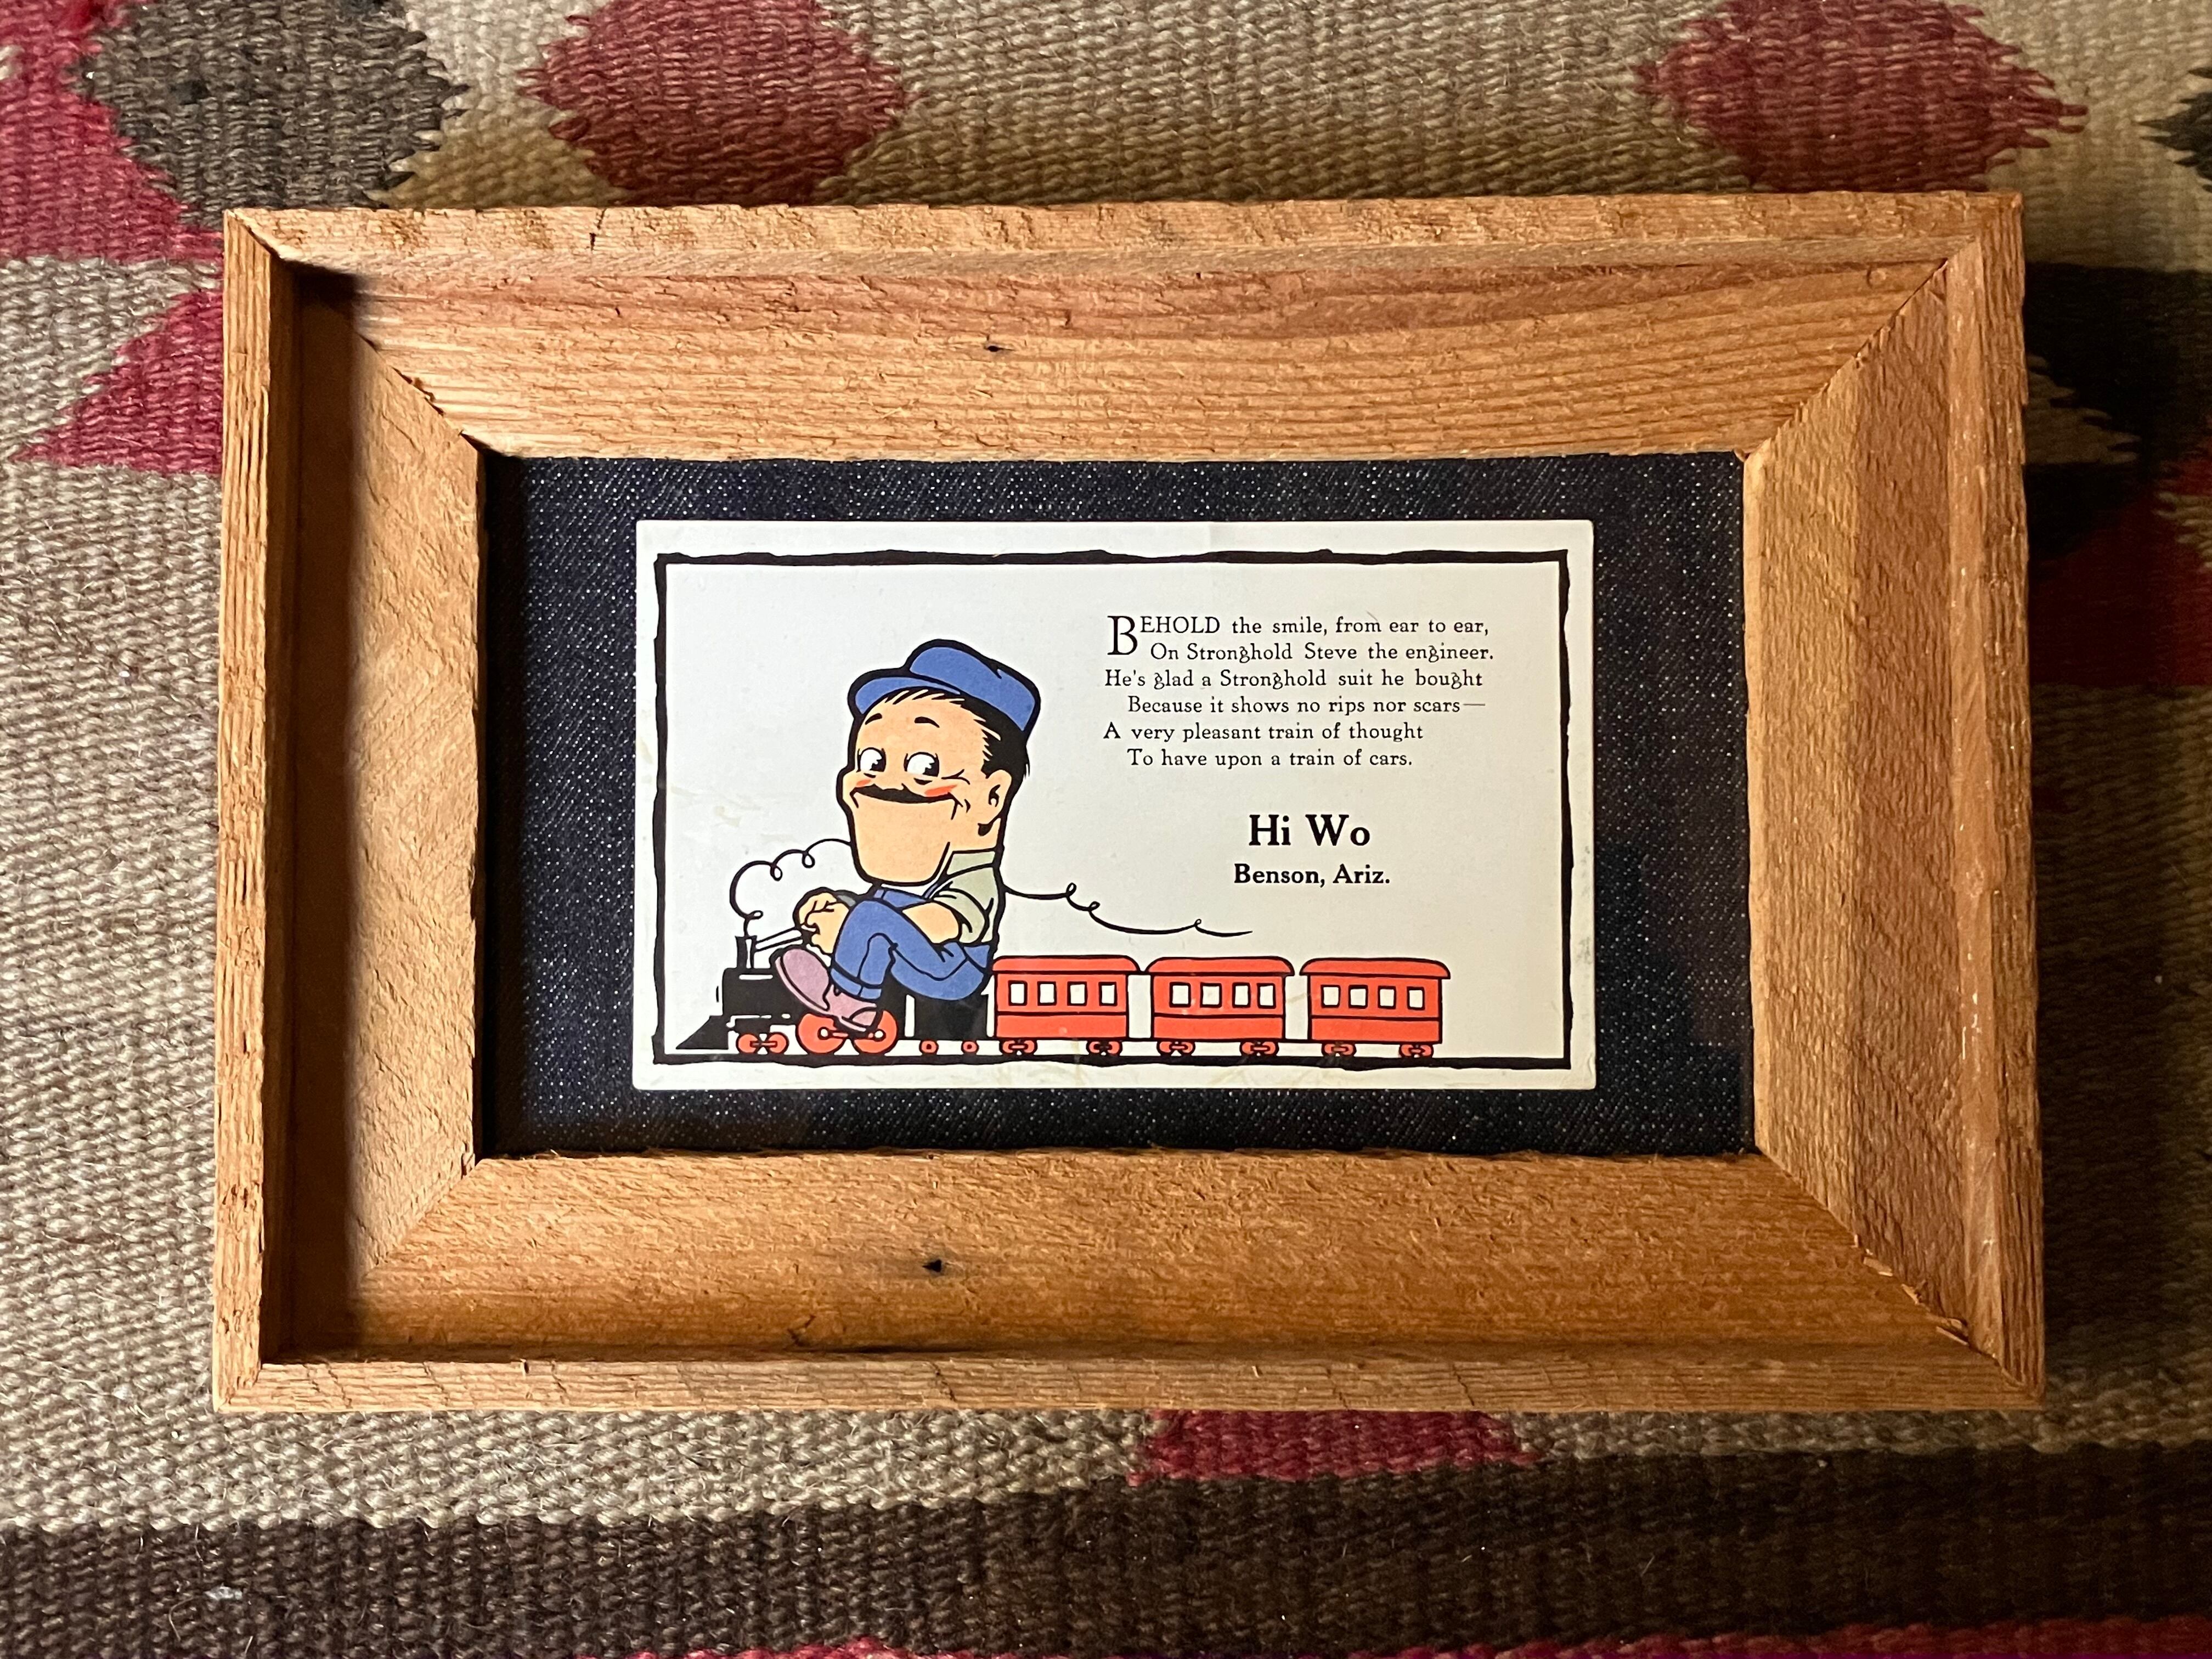 BEHOLD the smile, from ear to ear,
On Stronghold Steve the engineer.
He's glad a Stronghold suit he bought
Because it shows no rips nor scars—
A very pleasant train of thought
To have upon a train of cars.
Hi Wo
Benson, Ariz.